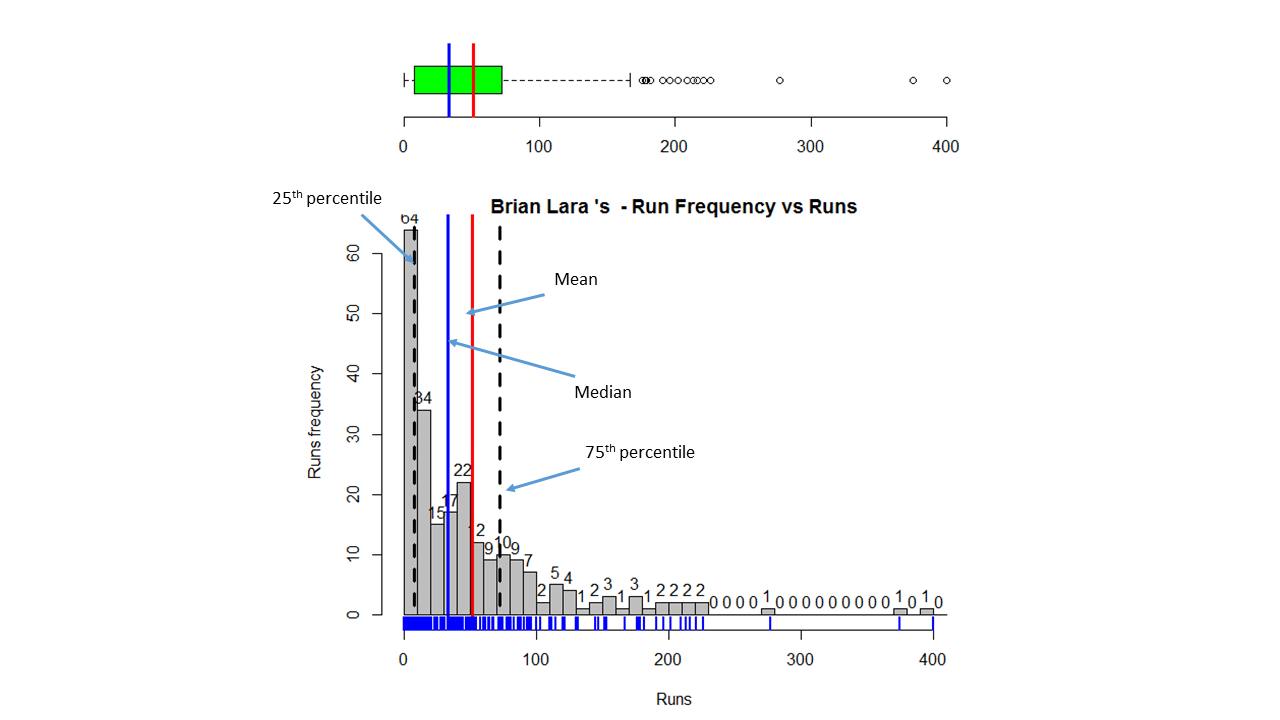 0 100 200 300 400
25th percentile
Brian Lara 's - Run Frequency vs Runs
64
Mean
Median
34
75th percentile
22
17
15
12
10
9 9
7
5
4
2 1 2 3 1 3 1 2 2 2 2 0 0 0 0 1 0 0 0 0 0 0 0 0 0 1 0 1 0
Runs frequency
60
50
40
30
20
10
0
0 100 200 300 400
Runs